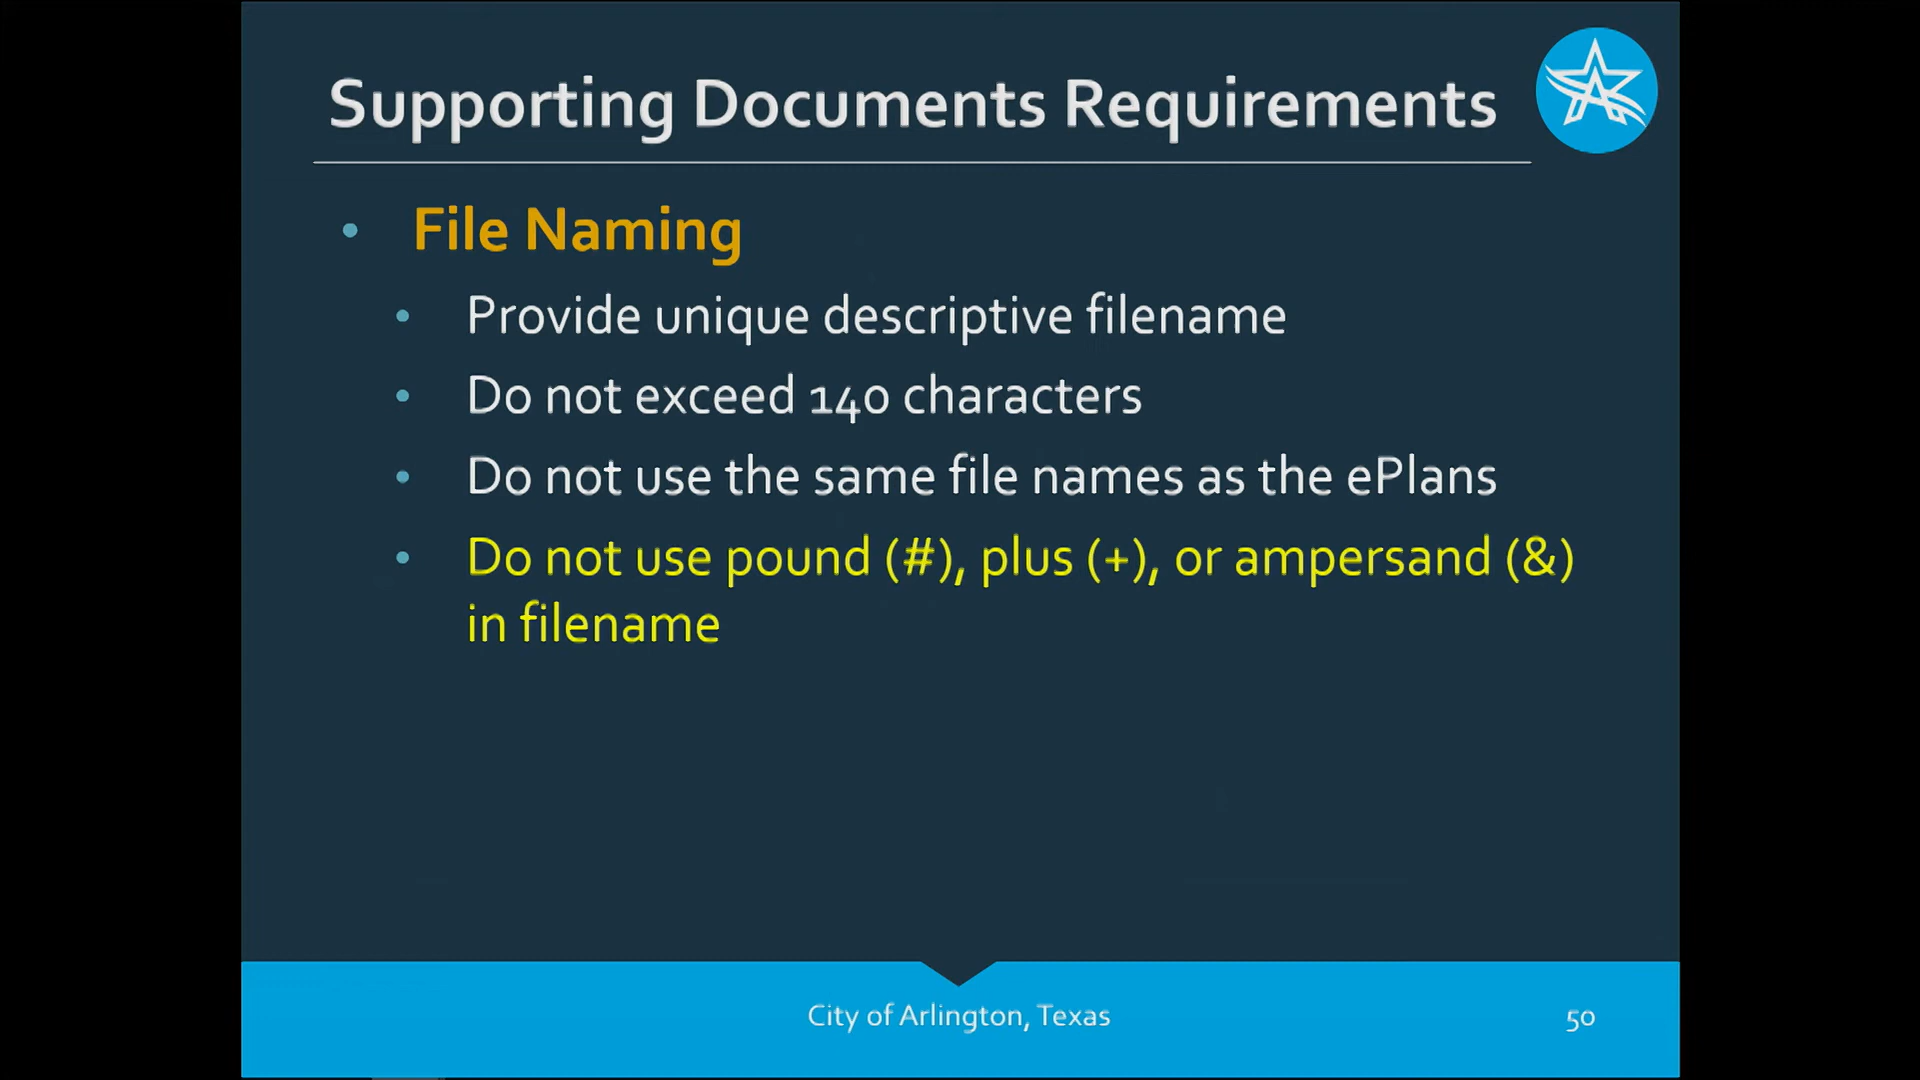 Supporting Documents Requirements
• File Naming
• Provide unique descriptive filename
• Do not exceed 140 characters
• Do not use the same file names as the ePlans
• Do not use pound (#), plus (+), or ampersand (&)
in filename
City of Arlington, Texas
50